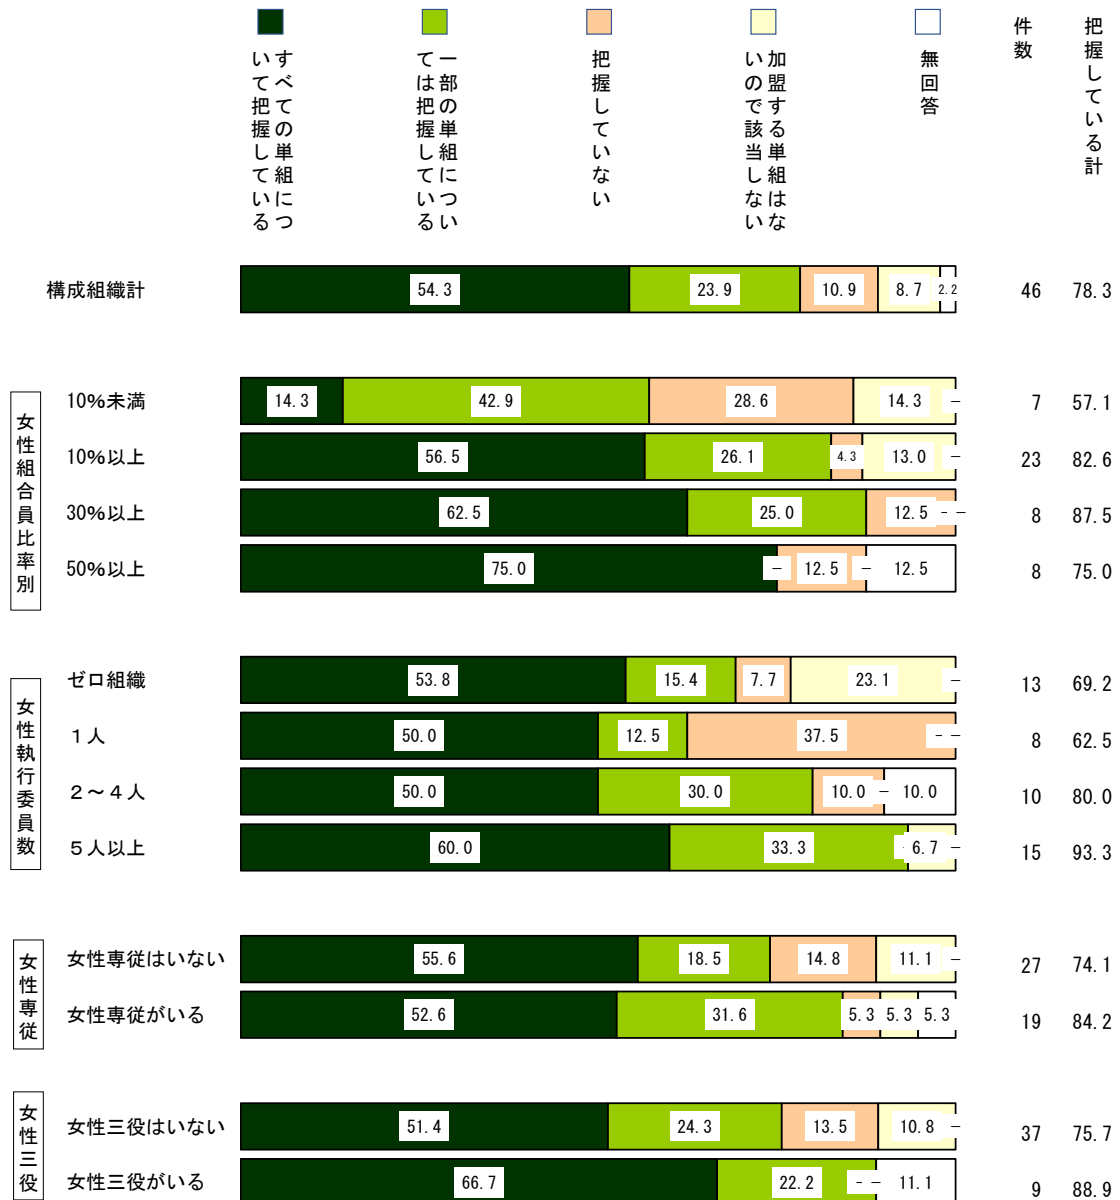 すべての単組について把握している
一部の単組については把握している
把握していない
加盟する単組はないので該当しない
無回答
件数
把握している計
構成組織計 54.3 23.9 10.9 8.7 2.2 46 78.3
女性組合員比率別
10%未満 14.3 42.9 28.6 14.3 - 7 57.1
10%以上 56.5 26.1 4.3 13.0 - 23 82.6
30%以上 62.5 25.0 12.5 - - 8 87.5
50%以上 75.0 - 12.5 - 12.5 8 75.0
女性執行委員数
ゼロ組織 53.8 15.4 7.7 23.1 - 13 69.2
１人 50.0 12.5 37.5 - - 8 62.5
２～４人 50.0 30.0 10.0 - 10.0 10 80.0
５人以上 60.0 33.3 6.7 15 93.3
女性専従
女性専従はいない 55.6 18.5 14.8 11.1 - 27 74.1
女性専従がいる 52.6 31.6 5.3 5.3 5.3 19 84.2
女性三役
女性三役はいない 51.4 24.3 13.5 10.8 - 37 75.7
女性三役がいる 66.7 22.2 - - 11.1 9 88.9